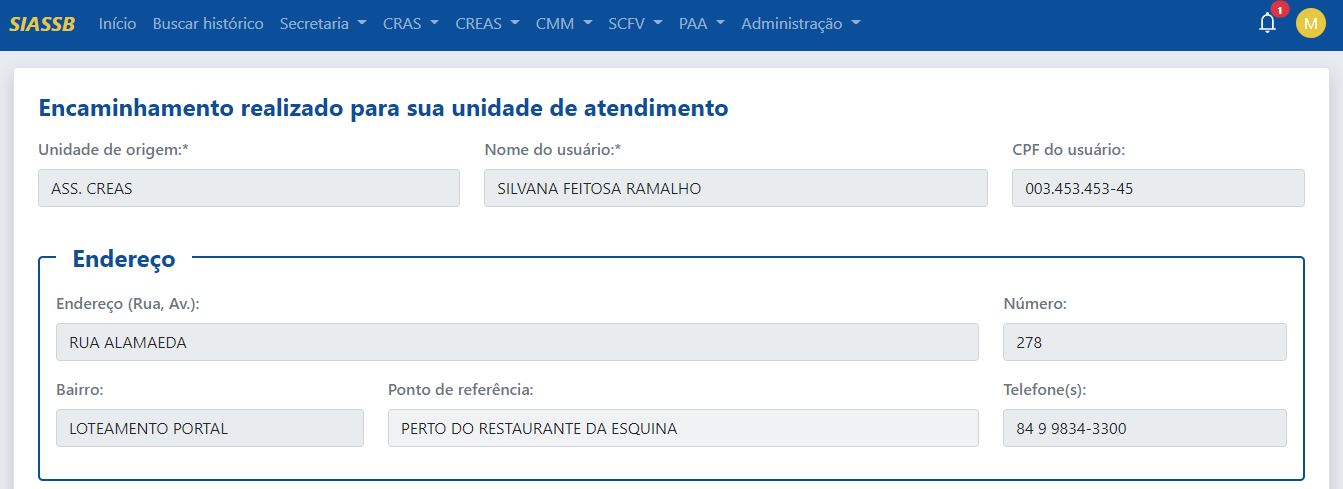 SIASSB Início Buscar histórico Secretaria CRAS CREAS CMM SCFV PAA Administração 1 M
Encaminhamento realizado para sua unidade de atendimento
Unidade de origem:* Nome do usuário:* CPF do usuário:
ASS. CREAS SILVANA FEITOSA RAMALHO 003.453.453-45
Endereço
Endereço (Rua, Av.): Número:
RUA ALAMAEDA 278
Bairro: Ponto de referência: Telefone(s):
LOTEAMENTO PORTAL PERTO DO RESTAURANTE DA ESQUINA 84 9 9834-3300